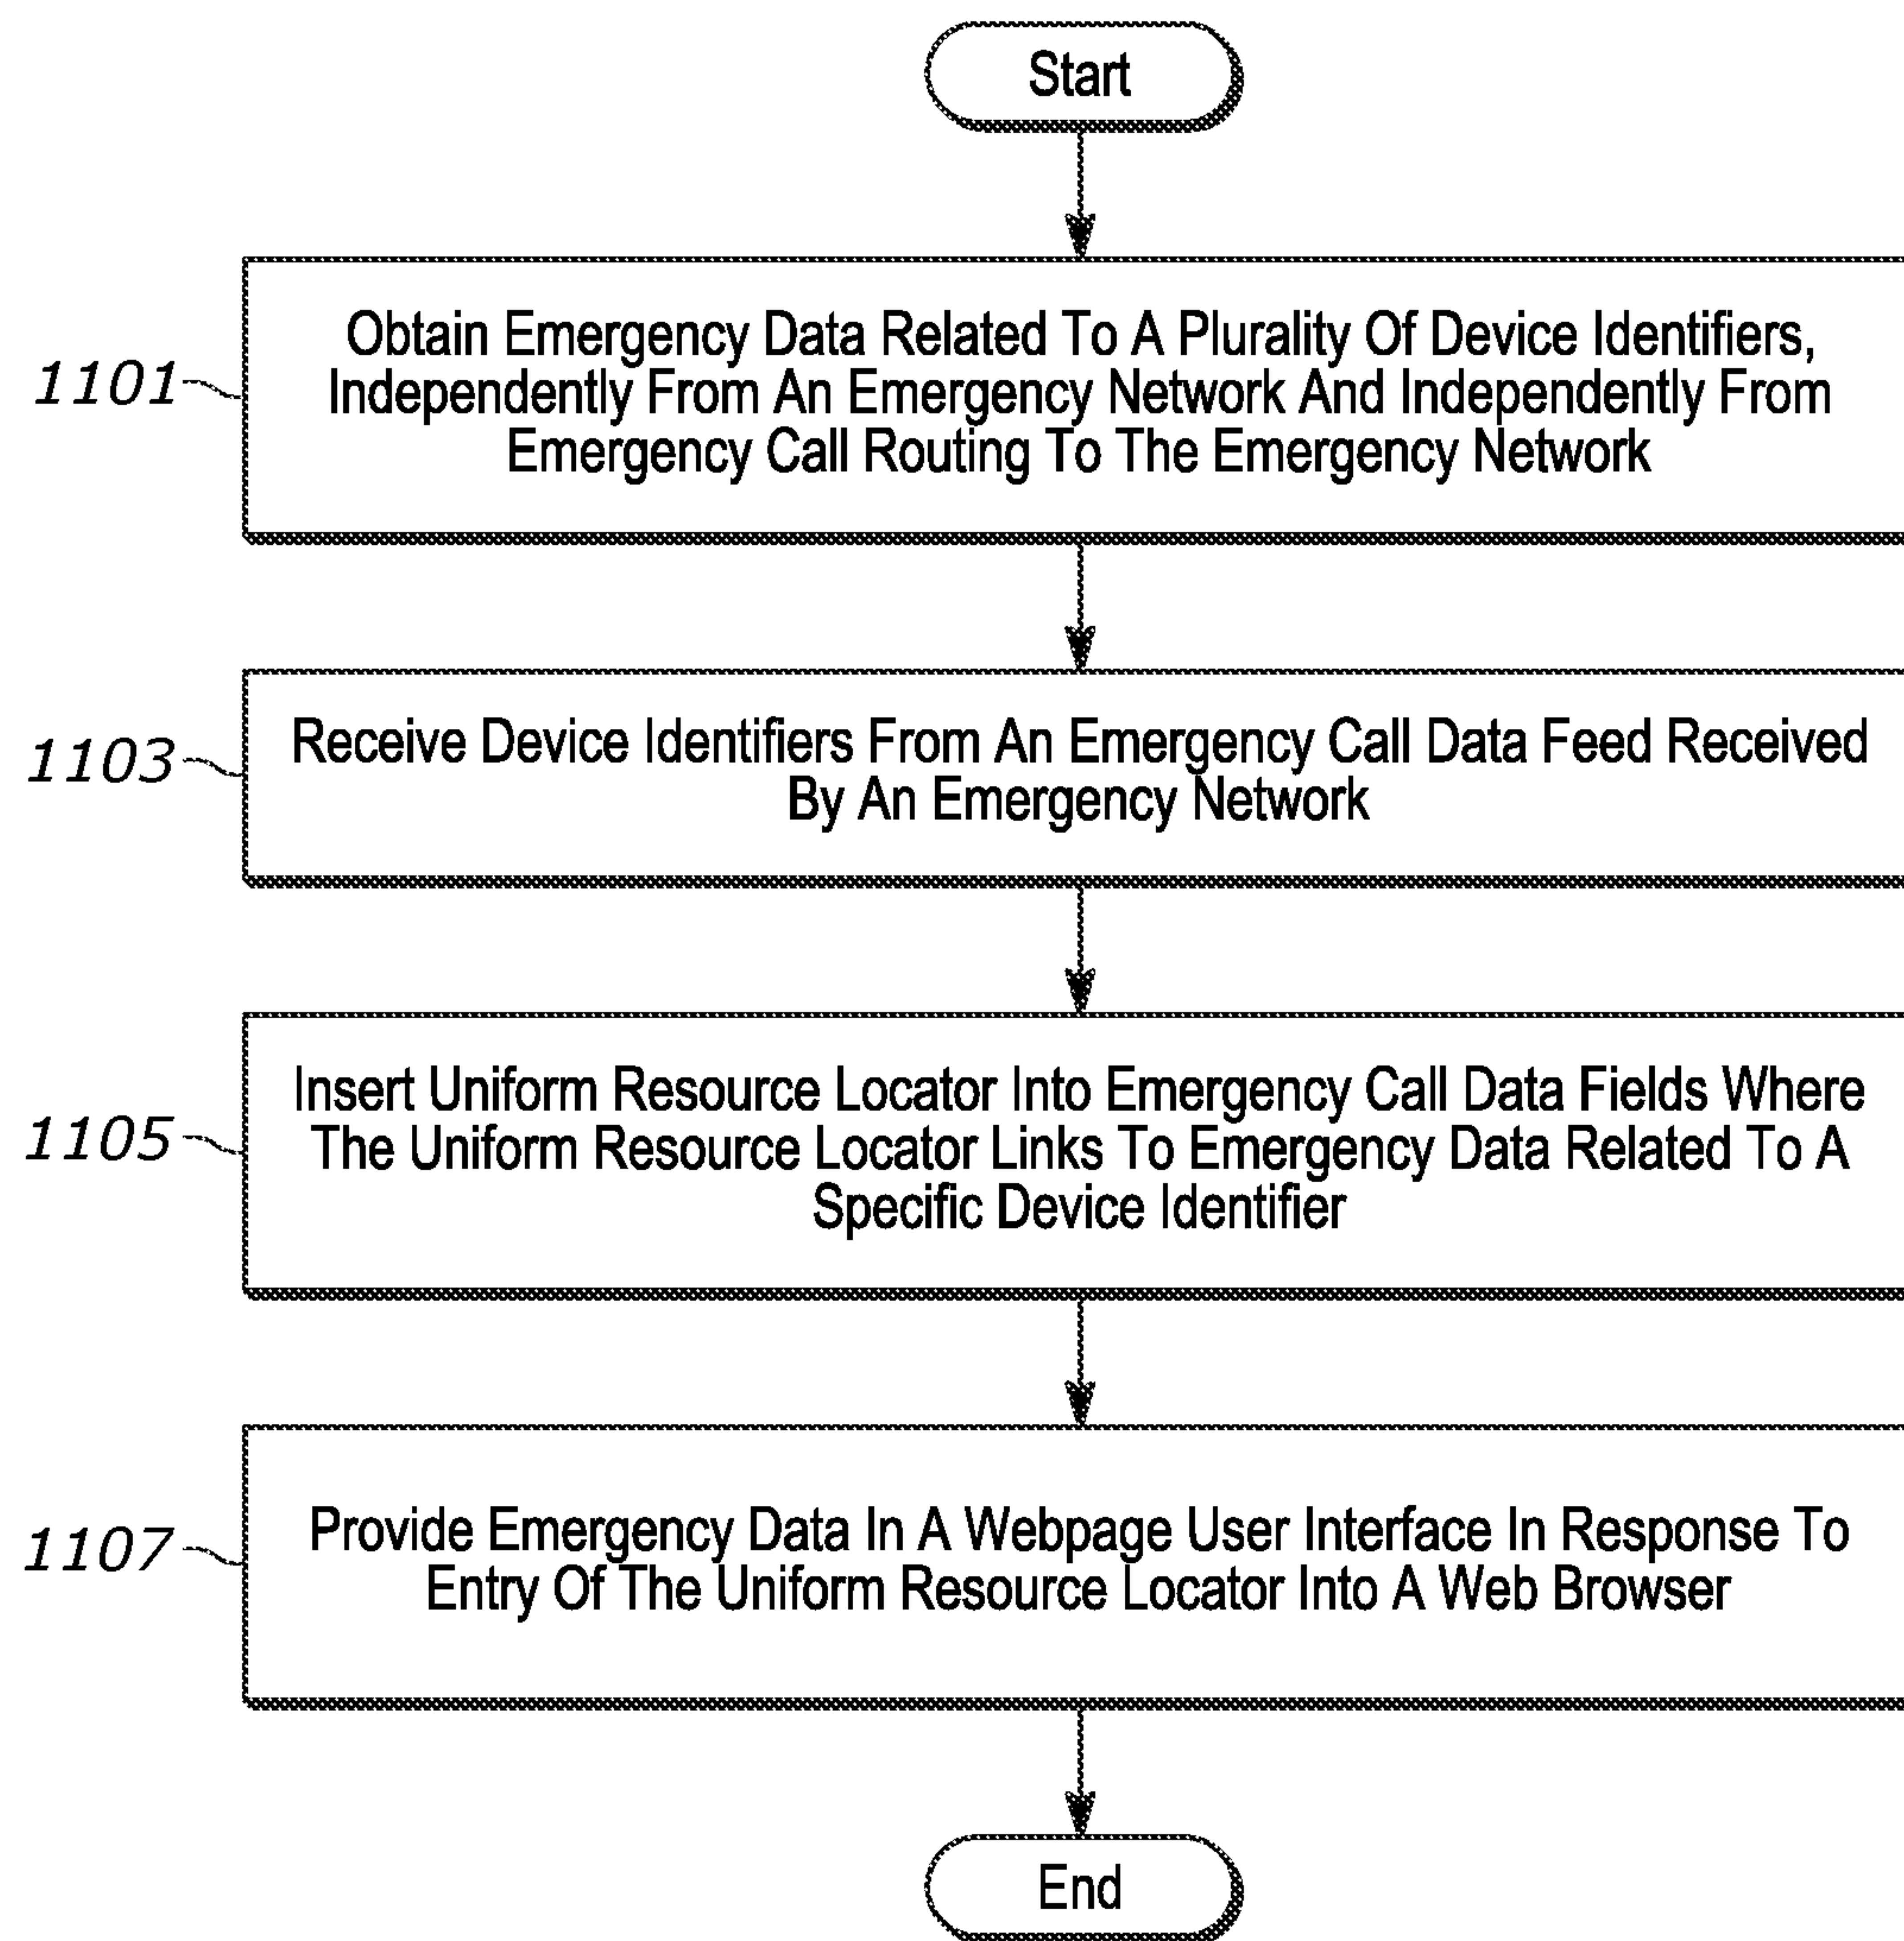 Start
1101
Obtain Emergency Data Related To A Plurality Of Device Identifiers,
Independently From An Emergency Network And Independently From
Emergency Call Routing To The Emergency Network
1103
Receive Device Identifiers From An Emergency Call Data Feed Received
By An Emergency Network
1105
Insert Uniform Resource Locator Into Emergency Call Data Fields Where
The Uniform Resource Locator Links To Emergency Data Related To A
Specific Device Identifier
1107
Provide Emergency Data In A Webpage User Interface In Response To
Entry Of The Uniform Resource Locator Into A Web Browser
End